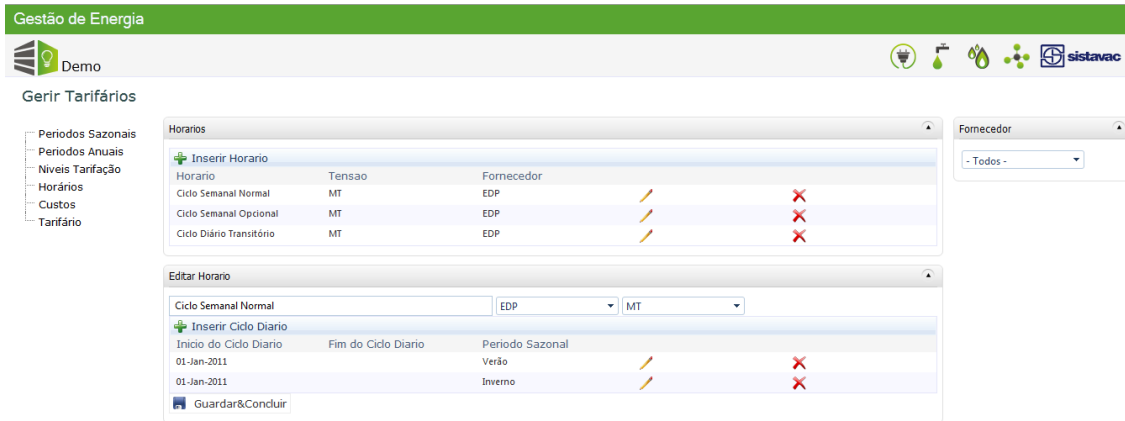 Gestão de Energia
Demo
sistavac
Gerir Tarifários
Periodos Sazonais
Periodos Anuais
Niveis Tarifação
Horários
Custos
Tarifário
Horarios
Inserir Horario
Horario Tensao Fornecedor
Ciclo Semanal Normal MT EDP
Ciclo Semanal Opcional MT EDP
Ciclo Diário Transitório MT EDP
Editar Horario
Ciclo Semanal Normal EDP MT
Inserir Ciclo Diario
Inicio do Ciclo Diario Fim do Ciclo Diario Periodo Sazonal
01-Jan-2011 Verão
01-Jan-2011 Inverno
Guardar&Concluir
Fornecedor
- Todos -